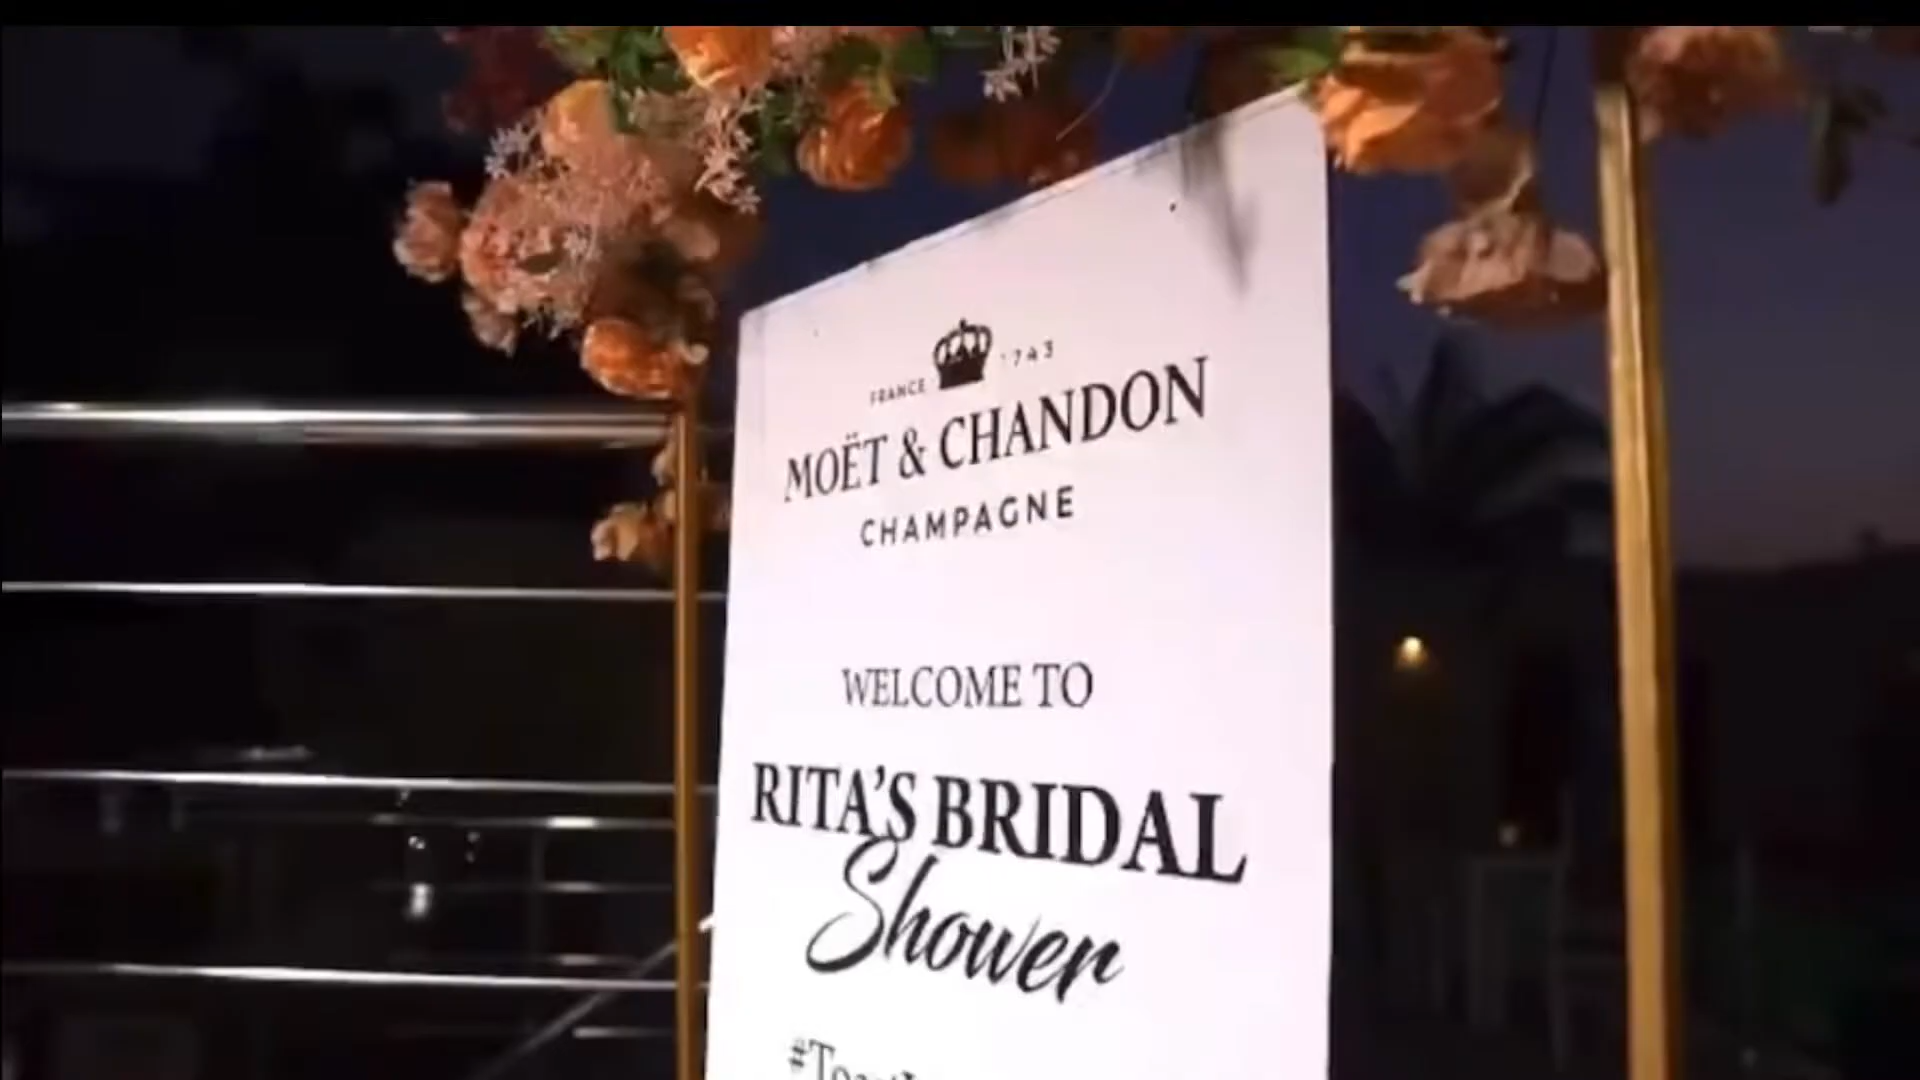 FRANCE 1743
MOËT & CHANDON
CHAMPAGNE
WELCOME TO
RITA'S BRIDAL
Shower